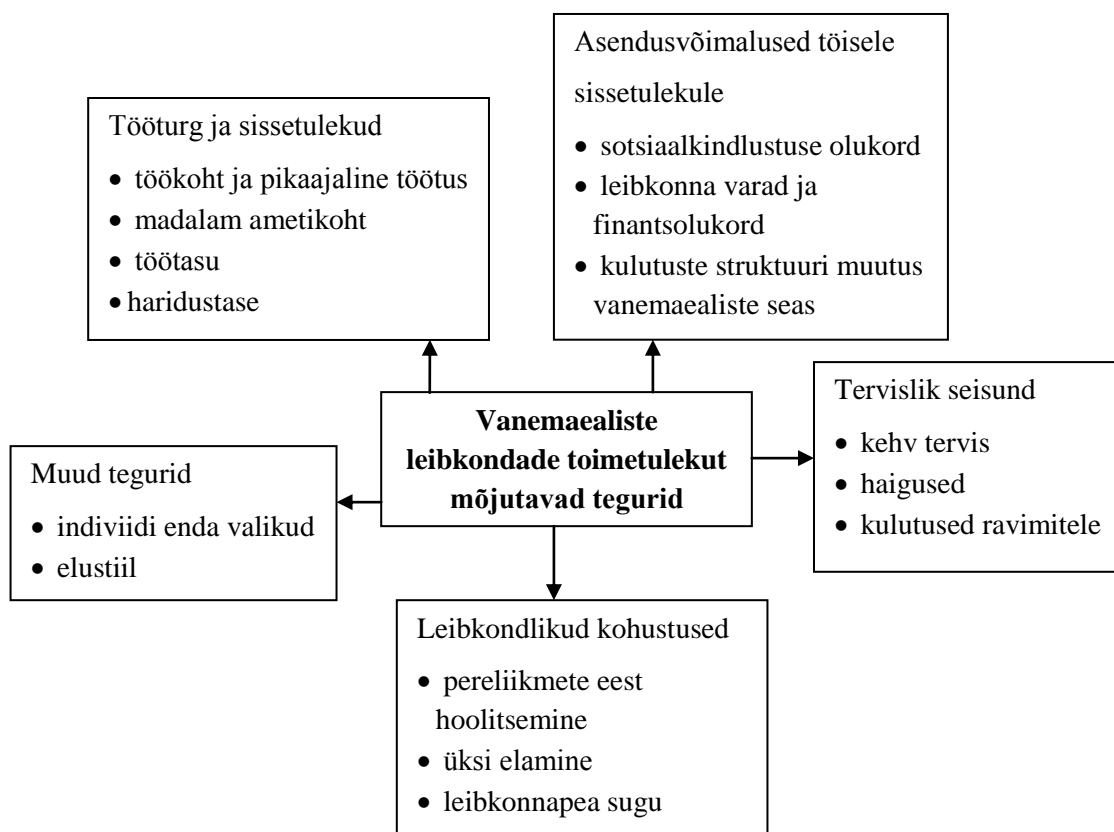 Asendusvõimalused töisele
sissetulekule
• sotsiaalkindlustuse olukord
• leibkonna varad ja
finantsolukord
• kulutuste struktuuri muutus
vanemaealiste seas
Tööturg ja sissetulekud
• töökoht ja pikaajaline töötus
• madalam ametikoht
• töötasu
• haridustase
Vanemaealiste
leibkondade toimetulekut
mõjutavad tegurid
Tervislik seisund
• kehv tervis
• haigused
• kulutused ravimitele
Muud tegurid
• indiviidi enda valikud
• elustiil
Leibkondlikud kohustused
• pereliikmete eest
hoolitsemine
• üksi elamine
• leibkonnapea sugu